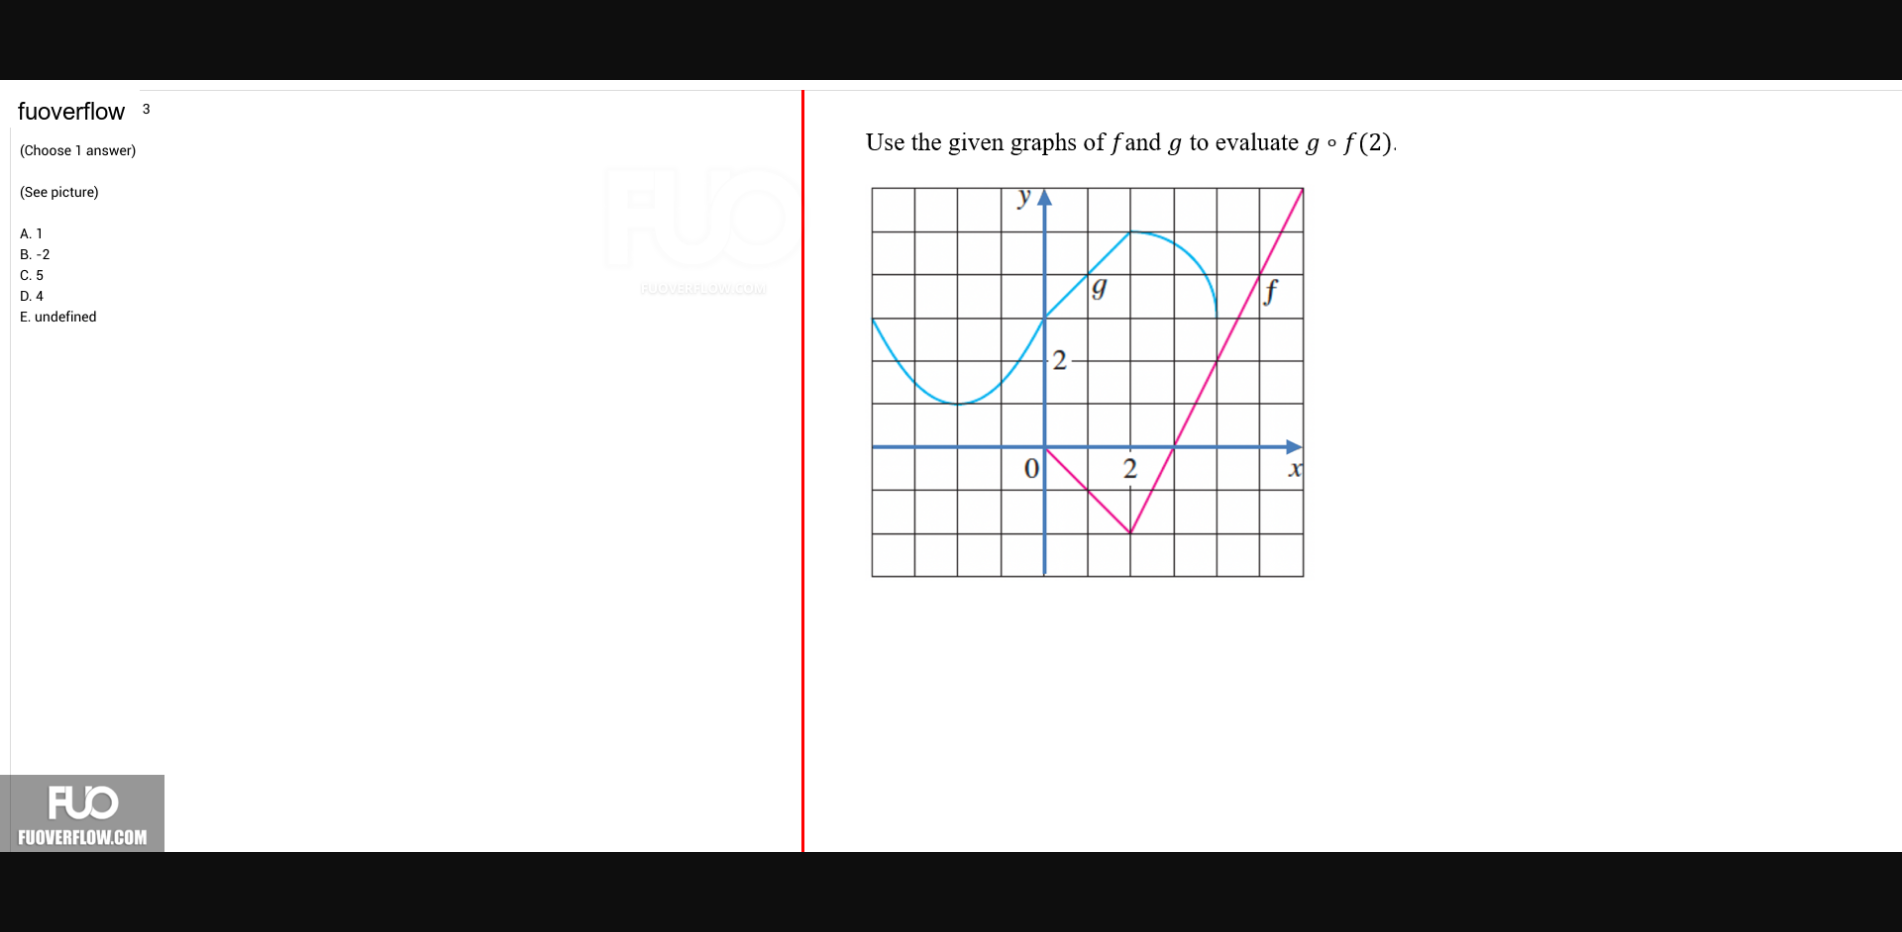 fuoverflow 3
(Choose 1 answer)
(See picture)
A. 1
B. -2
C. 5
D. 4
E. undefined
FUO
FUOVERFLOW.COM
Use the given graphs of f and g to evaluate g ∘ f(2).
y
g
f
2
0
2
x
FUO
FUOVERFLOW.COM